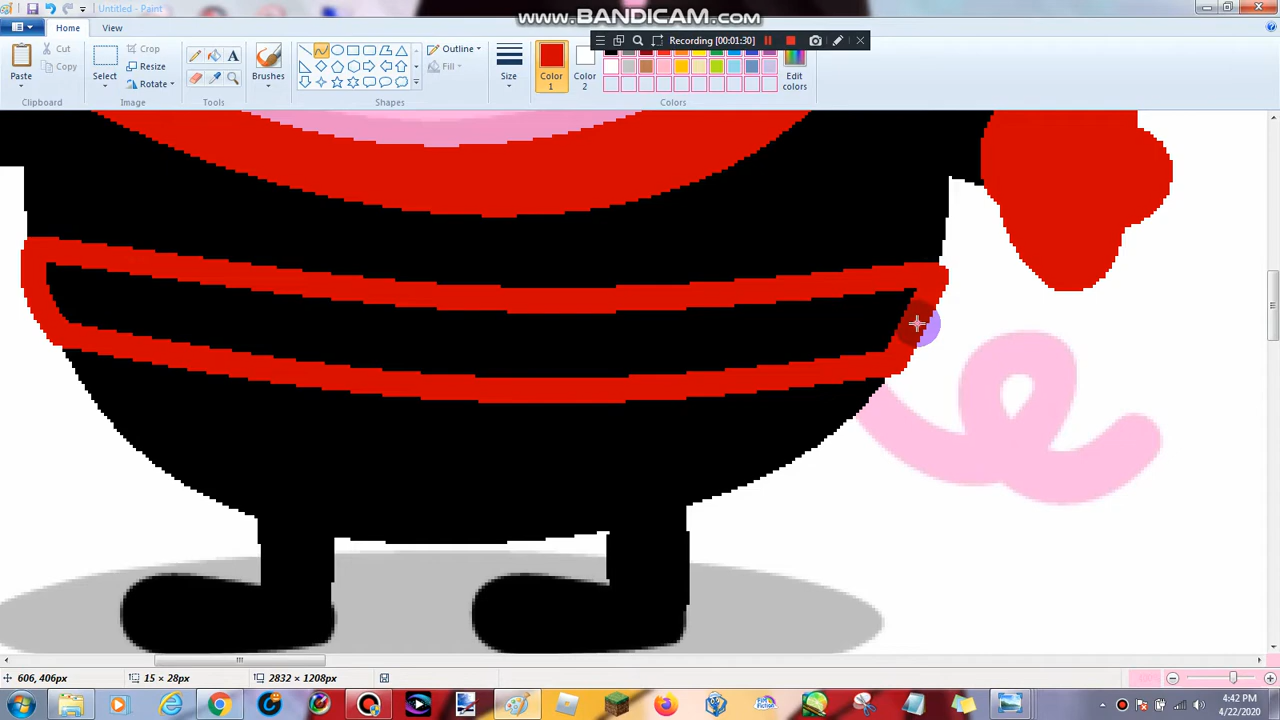 Untitled - Paint
www.BANDICAM.com
Home
View
Recording [00:01:30]
Paste
Cut
Copy
Select
Crop
Resize
Rotate
Brushes
Outline
Fill
Size
Color 1
Color 2
Edit colors
Clipboard
Image
Tools
Shapes
Colors
606, 406px
15 × 28px
2832 × 1208px
4:42 PM
4/22/2020